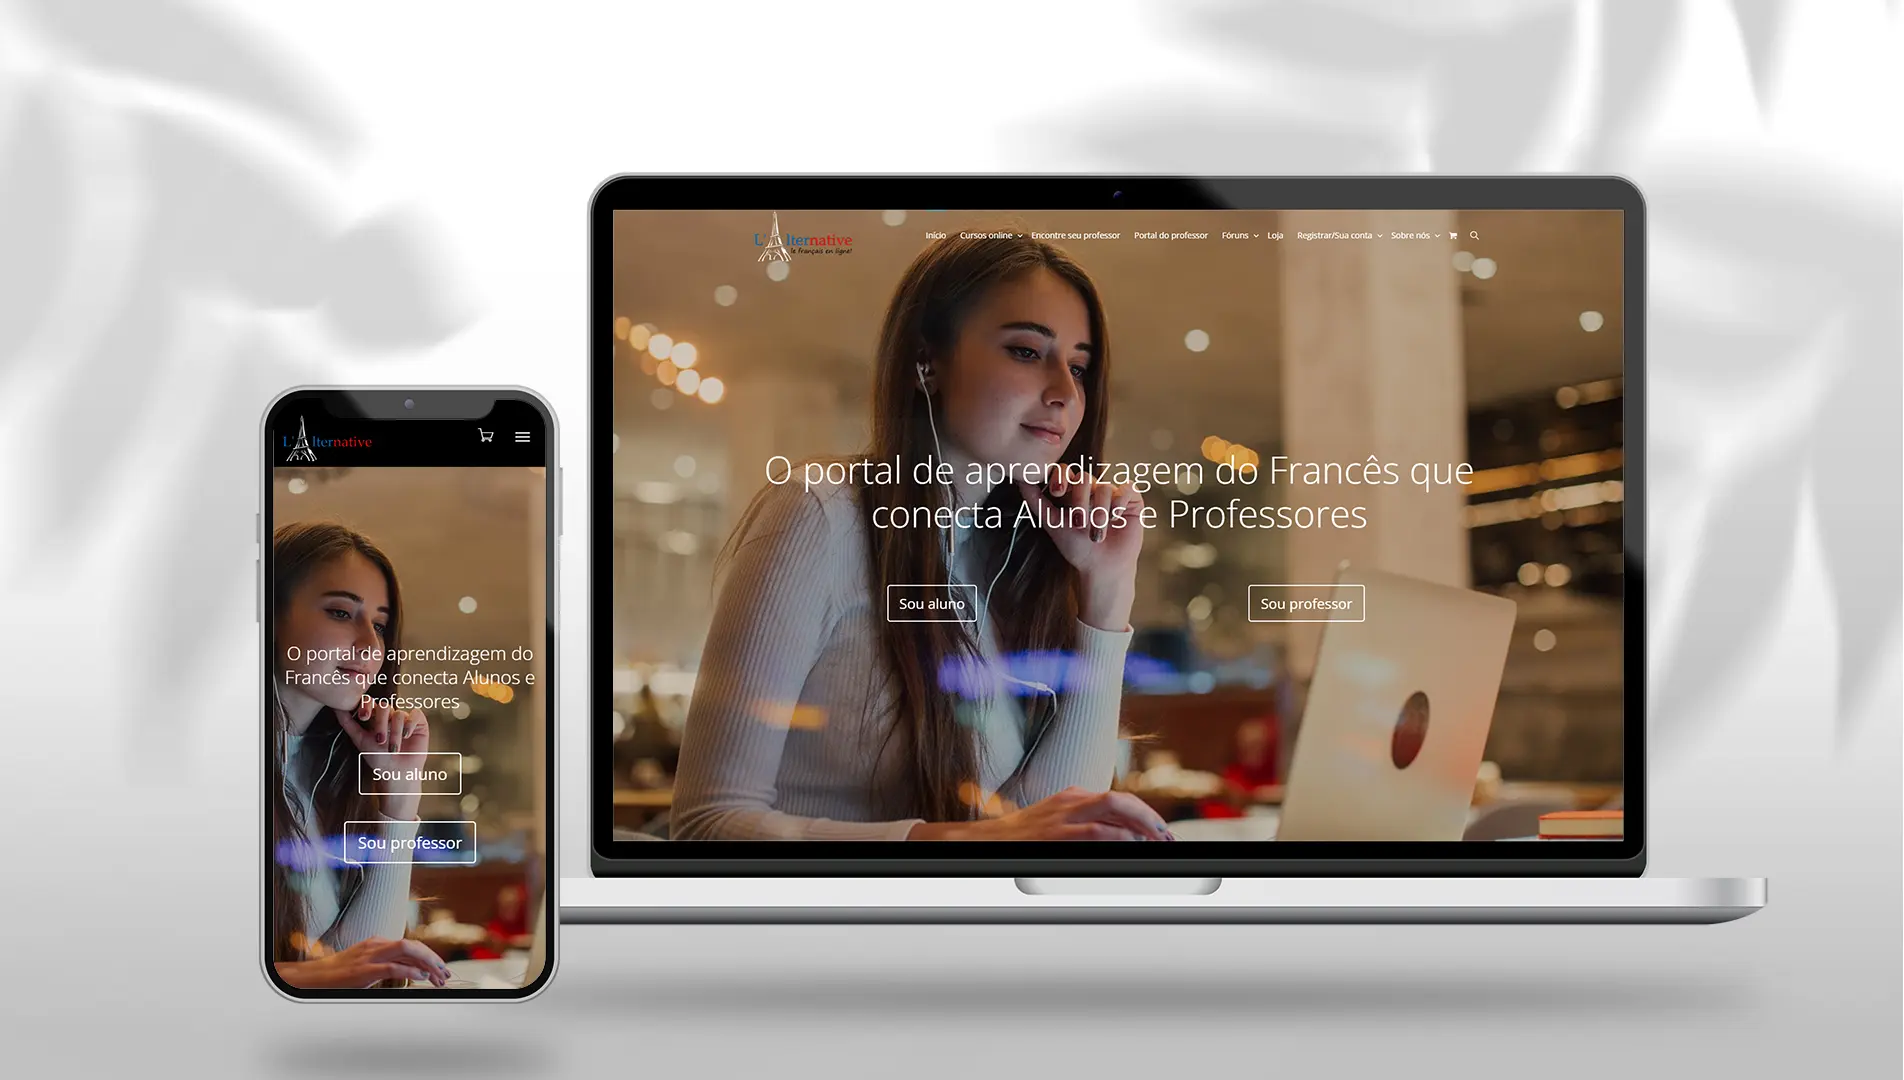 L'Alternative
le français en ligne!
Início Cursos online Encontre seu professor Portal do professor Fóruns Loja Registrar/Sua conta Sobre nós
O portal de aprendizagem do Francês que
conecta Alunos e Professores
Sou aluno
Sou professor
L'Alternative
O portal de aprendizagem do
Francês que conecta Alunos e
Professores
Sou aluno
Sou professor